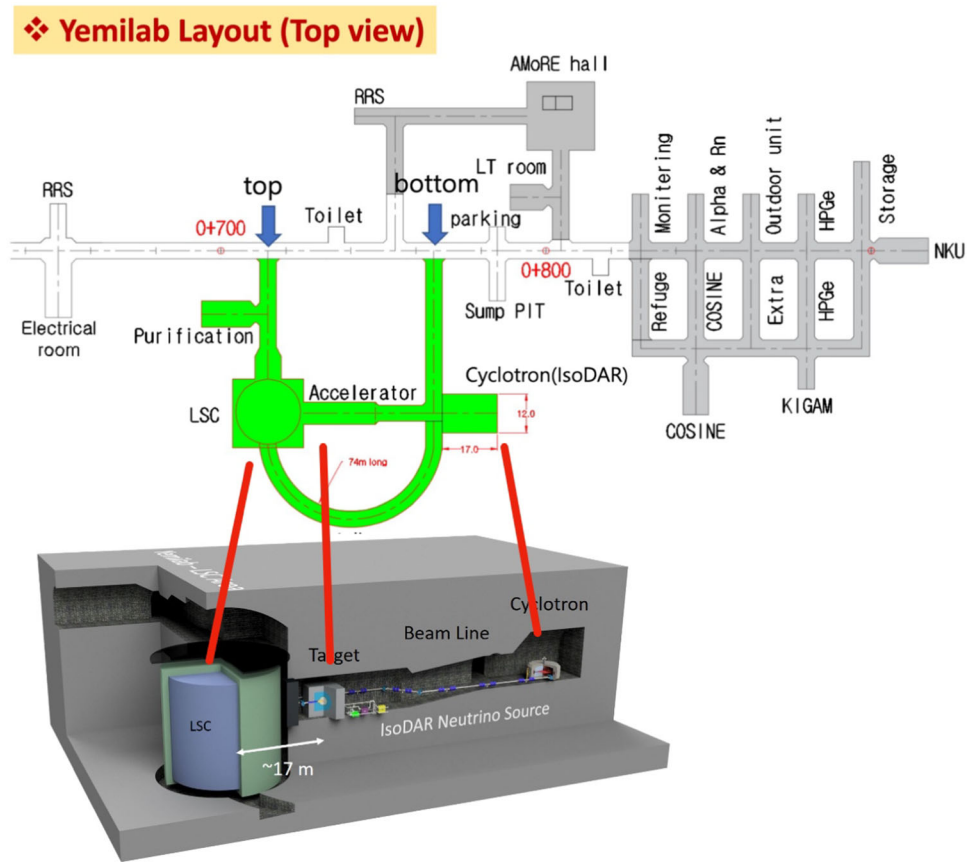 ❖ Yemilab Layout (Top view)
AMoRE hall
RRS
LT room
Monitering
Alpha & Rn
Outdoor unit
HPGe
Storage
RRS
top
bottom
Toilet
parking
0+700
0+800
NKU
Toilet
Electrical
room
Purification
Sump PIT
Refuge
COSINE
Extra
HPGe
LSC
Accelerator
Cyclotron(IsoDAR)
12.0
17.0
KIGAM
COSINE
74m long
Cyclotron
Beam Line
Target
LSC
IsoDAR Neutrino Source
~17 m